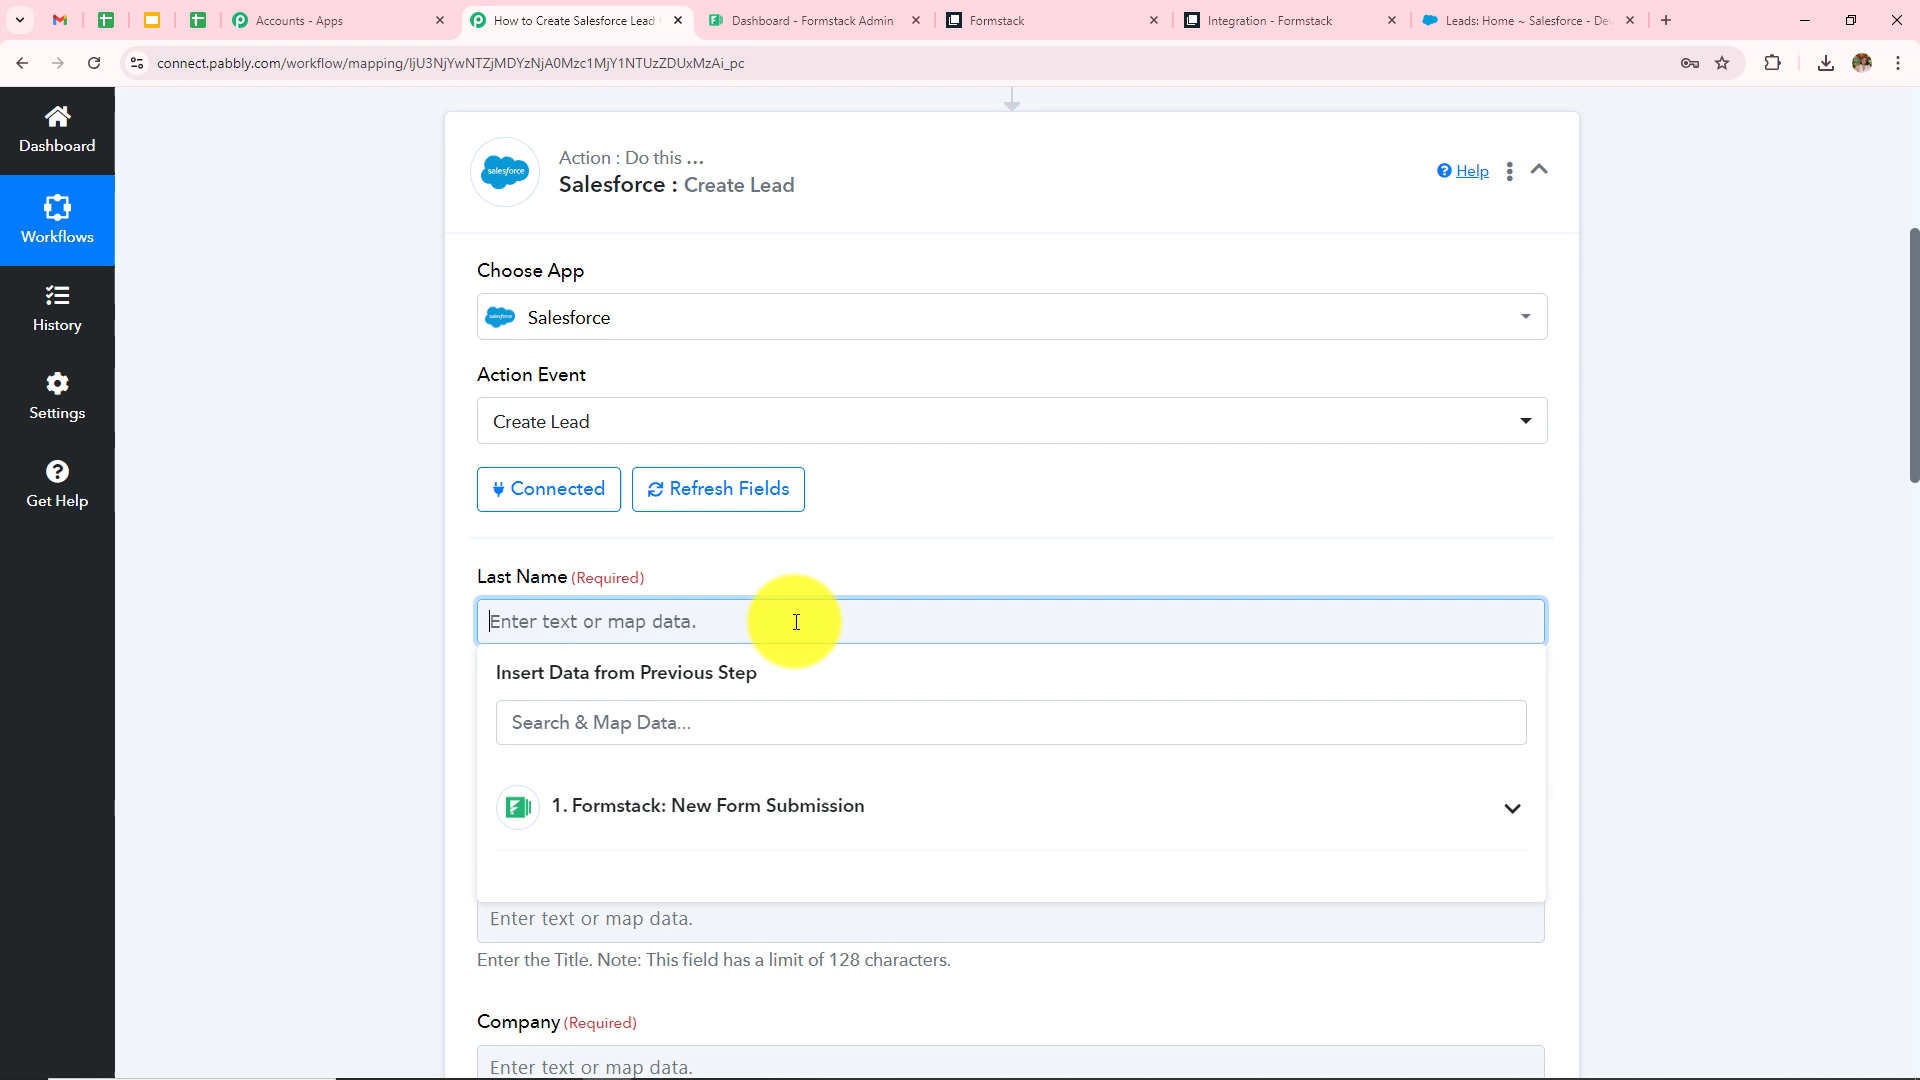 Accounts - Apps
How to Create Salesforce Lead
Dashboard - Formstack Admin
Formstack
Integration - Formstack
Leads: Home ~ Salesforce - Dev
connect.pabbly.com/workflow/mapping/IjU3NjYwNTZjMDYzNjA0Mzc1MjY1NTUzZDUxMzAi_pc
Dashboard
Workflows
History
Settings
Get Help
salesforce
Action : Do this ...
Salesforce : Create Lead
Help
Choose App
Salesforce
Action Event
Create Lead
Connected
Refresh Fields
Last Name (Required)
Enter text or map data.
Insert Data from Previous Step
Search & Map Data...
1. Formstack: New Form Submission
Enter text or map data.
Enter the Title. Note: This field has a limit of 128 characters.
Company (Required)
Enter text or map data.